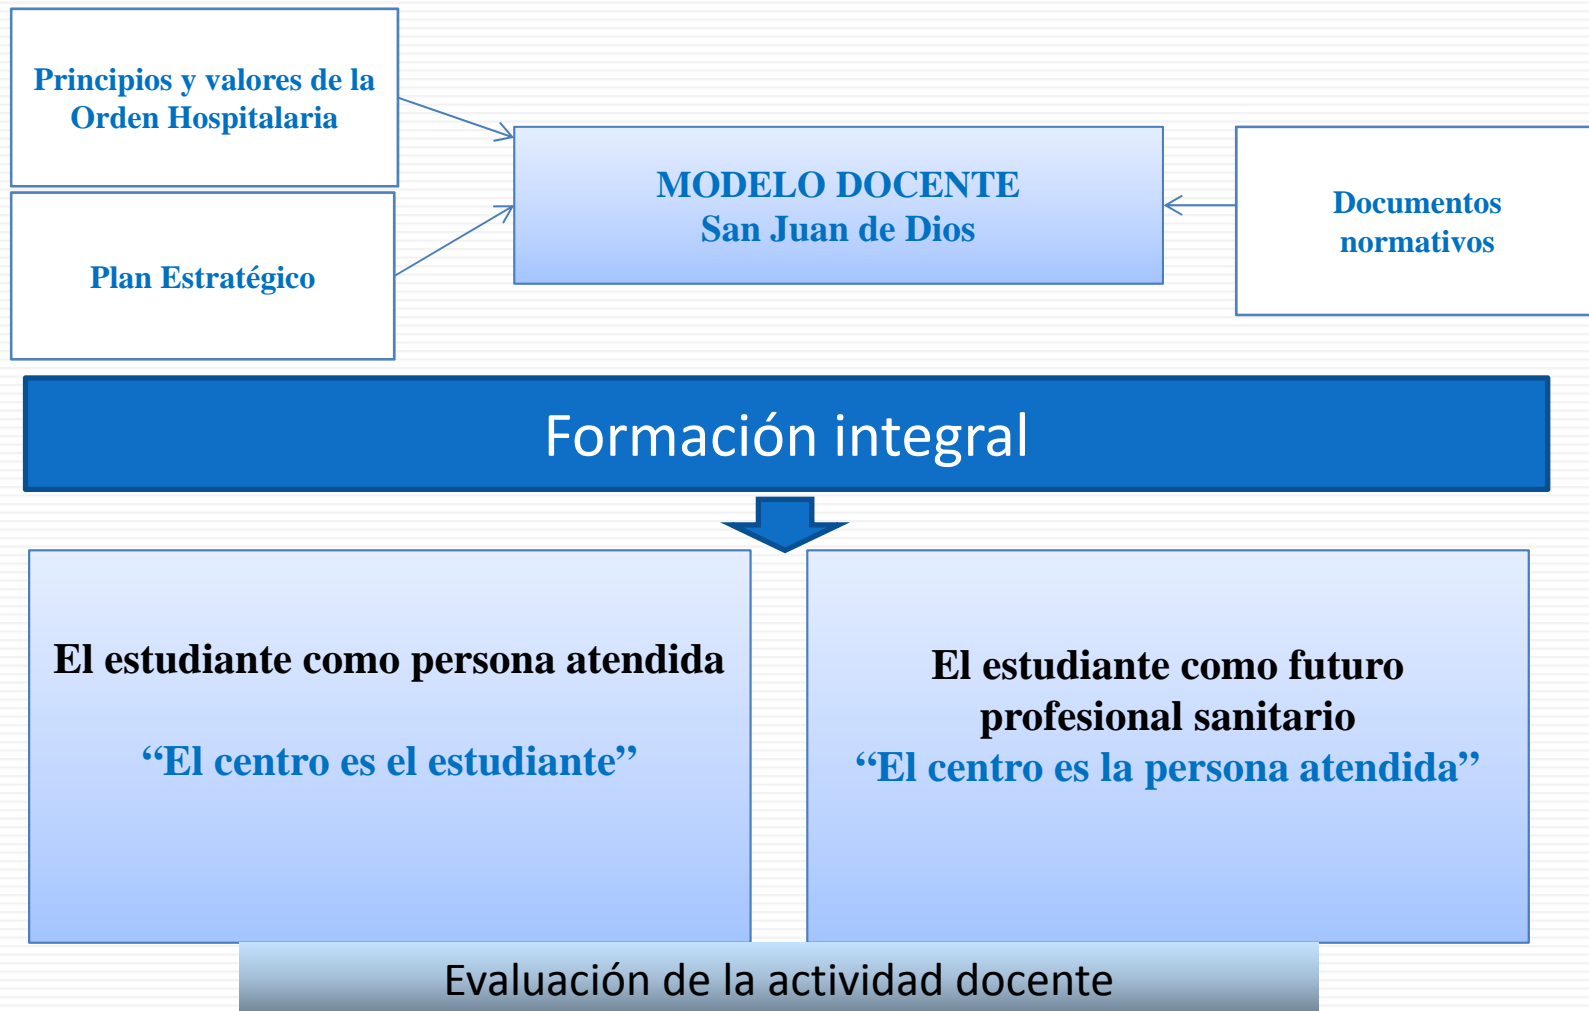 Principios y valores de la
Orden Hospitalaria
MODELO DOCENTE
San Juan de Dios
Documentos
normativos
Plan Estratégico
Formación integral
El estudiante como persona atendida
“El centro es el estudiante”
El estudiante como futuro
profesional sanitario
“El centro es la persona atendida”
Evaluación de la actividad docente